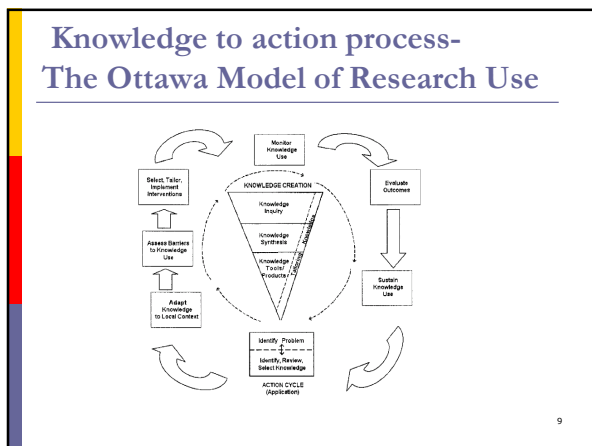 Knowledge to action process-
The Ottawa Model of Research Use
Monitor
Knowledge
Use
Select, Tailor,
Implement
Interventions
Evaluate
Outcomes
KNOWLEDGE CREATION
Knowledge
Inquiry
Knowledge
Synthesis
Knowledge
Tools/
Products
Tailoring Knowledge
Assess Barriers
to Knowledge
Use
Adapt
Knowledge
to Local Context
Sustain
Knowledge
Use
Identify Problem
Identify, Review,
Select Knowledge
ACTION CYCLE
(Application)
9